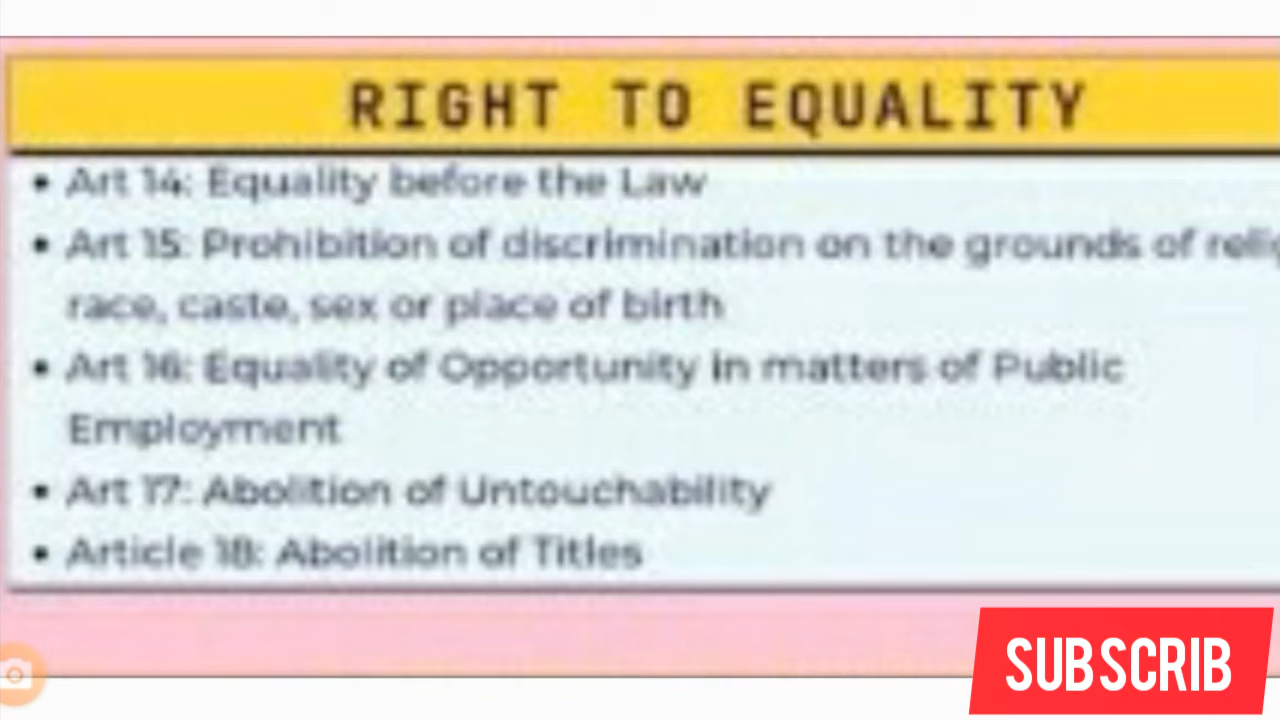 RIGHT TO EQUALITY
• Art 14: Equality before the Law
• Art 15: Prohibition of discrimination on the grounds of relig
race, caste, sex or place of birth
• Art 16: Equality of Opportunity in matters of Public
Employment
• Art 17: Abolition of Untouchability
• Article 18: Abolition of Titles
SUBSCRIB